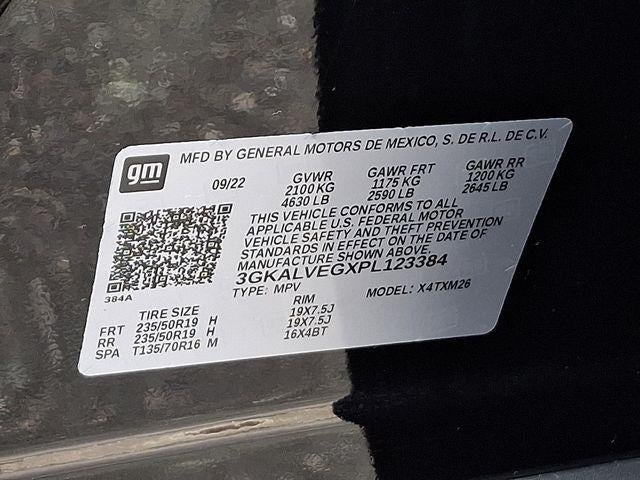 gm
MFD BY GENERAL MOTORS DE MEXICO, S. DE R.L. DE C.V.
09/22 GVWR GAWR FRT GAWR RR
2100 KG 1175 KG 1200 KG
4630 LB 2590 LB 2645 LB
THIS VEHICLE CONFORMS TO ALL
APPLICABLE U.S. FEDERAL MOTOR
VEHICLE SAFETY AND THEFT PREVENTION
STANDARDS IN EFFECT ON THE DATE OF
MANUFACTURE SHOWN ABOVE.
384A
3GKALVEGXPL123384
TYPE: MPV MODEL: X4TXM26
TIRE SIZE RIM
FRT 235/50R19 H 19X7.5J
RR 235/50R19 H 19X7.5J
SPA T135/70R16 M 16X4BT